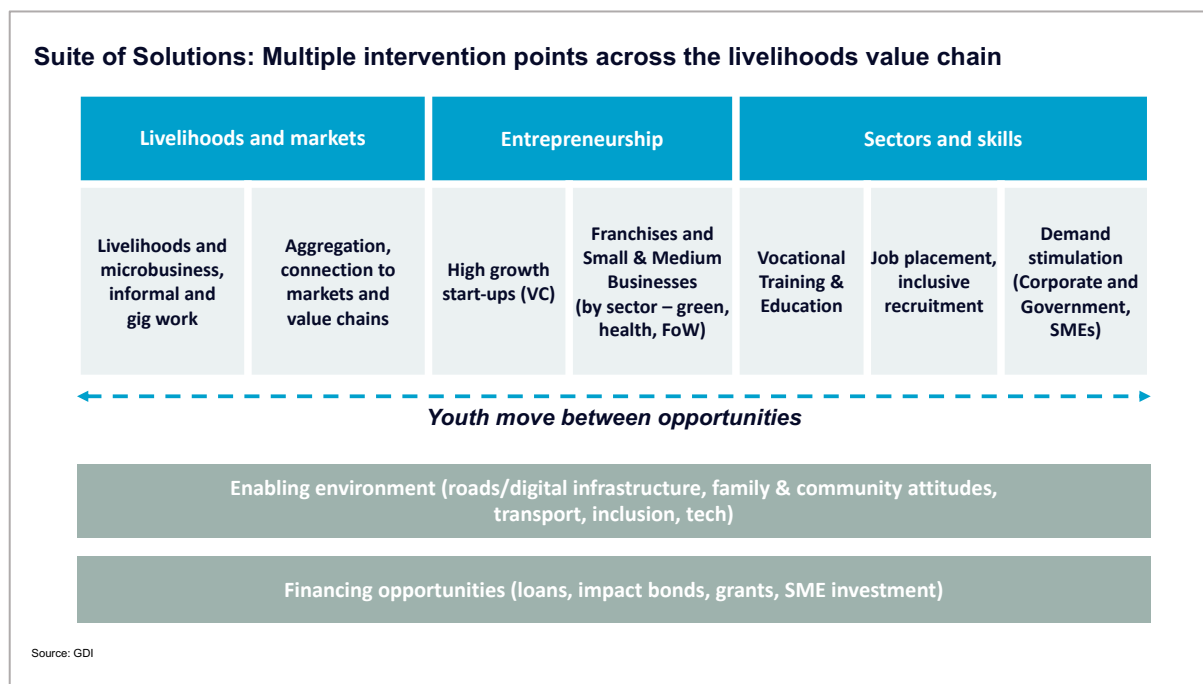 Suite of Solutions: Multiple intervention points across the livelihoods value chain
Livelihoods and markets
Entrepreneurship
Sectors and skills
Livelihoods and
microbusiness,
informal and
gig work
Aggregation,
connection to
markets and
value chains
High growth
start-ups (VC)
Franchises and
Small & Medium
Businesses
(by sector – green,
health, FoW)
Vocational
Training &
Education
Job placement,
inclusive
recruitment
Demand
stimulation
(Corporate and
Government,
SMEs)
Youth move between opportunities
Enabling environment (roads/digital infrastructure, family & community attitudes,
transport, inclusion, tech)
Financing opportunities (loans, impact bonds, grants, SME investment)
Source: GDI